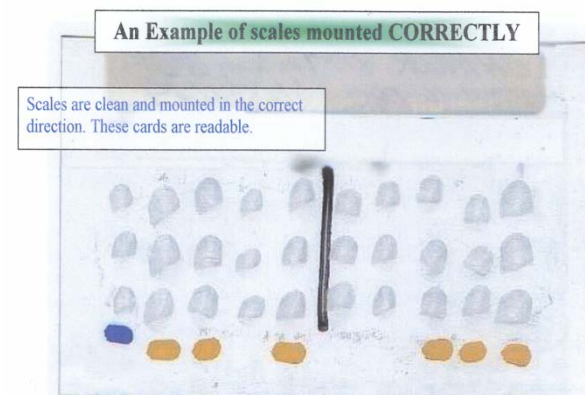 An Example of scales mounted CORRECTLY
Scales are clean and mounted in the correct
direction. These cards are readable.